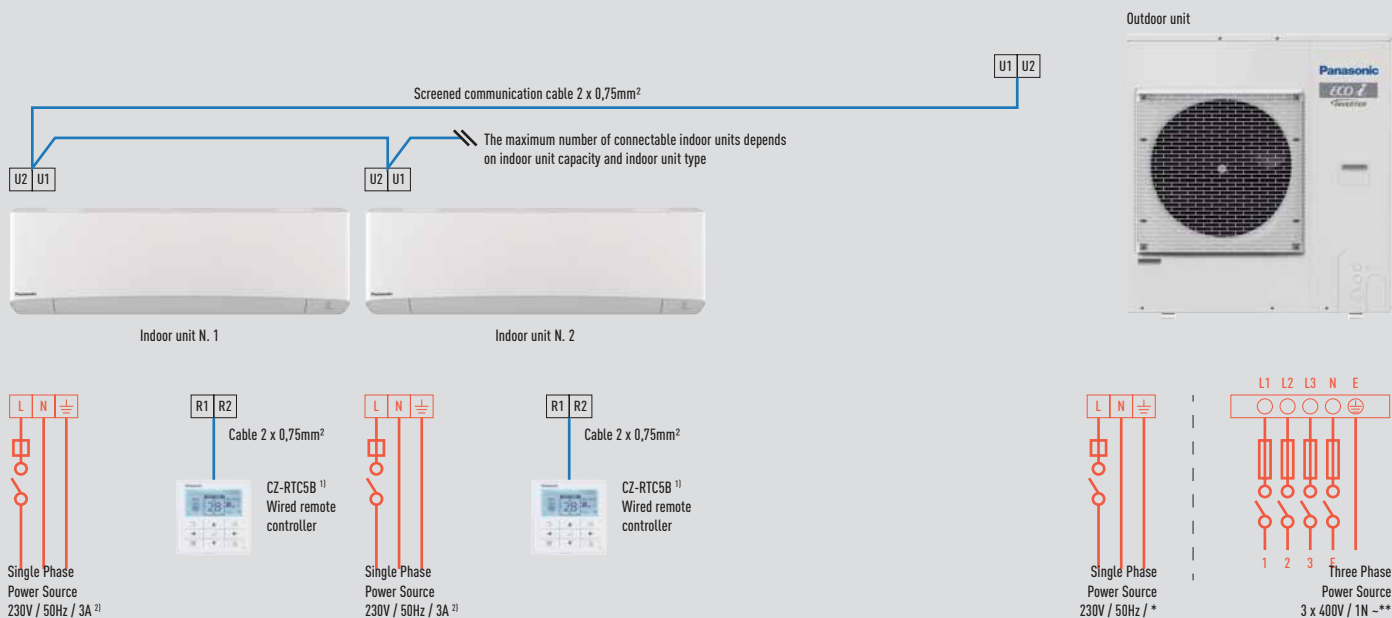 Outdoor unit
Panasonic
ECO i
INVERTER
U1 U2
Screened communication cable 2 x 0,75mm²
The maximum number of connectable indoor units depends
on indoor unit capacity and indoor unit type
U2 U1
U2 U1
Panasonic
Panasonic
Indoor unit N. 1
Indoor unit N. 2
L N
R1 R2
Cable 2 x 0,75mm²
CZ-RTC5B ¹⁾
Wired remote
controller
28
Single Phase
Power Source
230V / 50Hz / 3A ²⁾
L N
R1 R2
Cable 2 x 0,75mm²
CZ-RTC5B ¹⁾
Wired remote
controller
28
Single Phase
Power Source
230V / 50Hz / 3A ²⁾
L N
Single Phase
Power Source
230V / 50Hz / *
L1 L2 L3 N E
1 2 3 E
Three Phase
Power Source
3 x 400V / 1N ~**